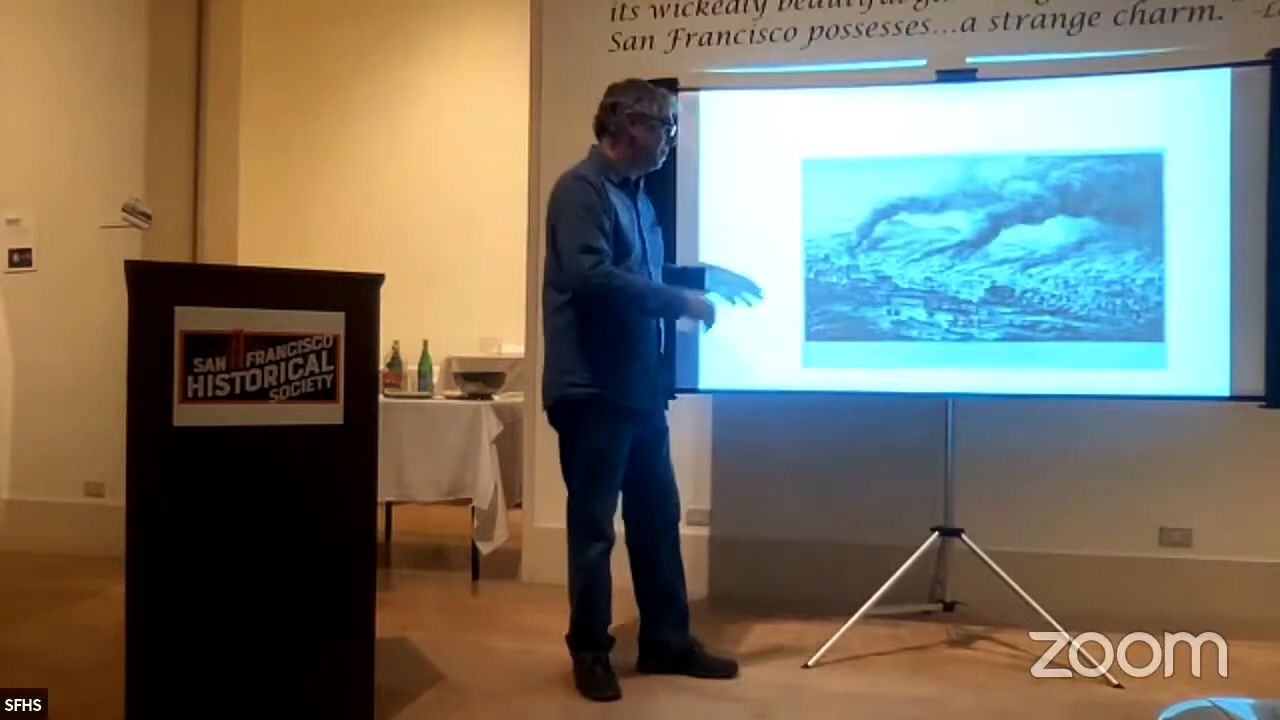 its wickedly beautiful
San Francisco possesses...a strange charm.
SAN FRANCISCO
HISTORICAL
SOCIETY
zoom
SFHS